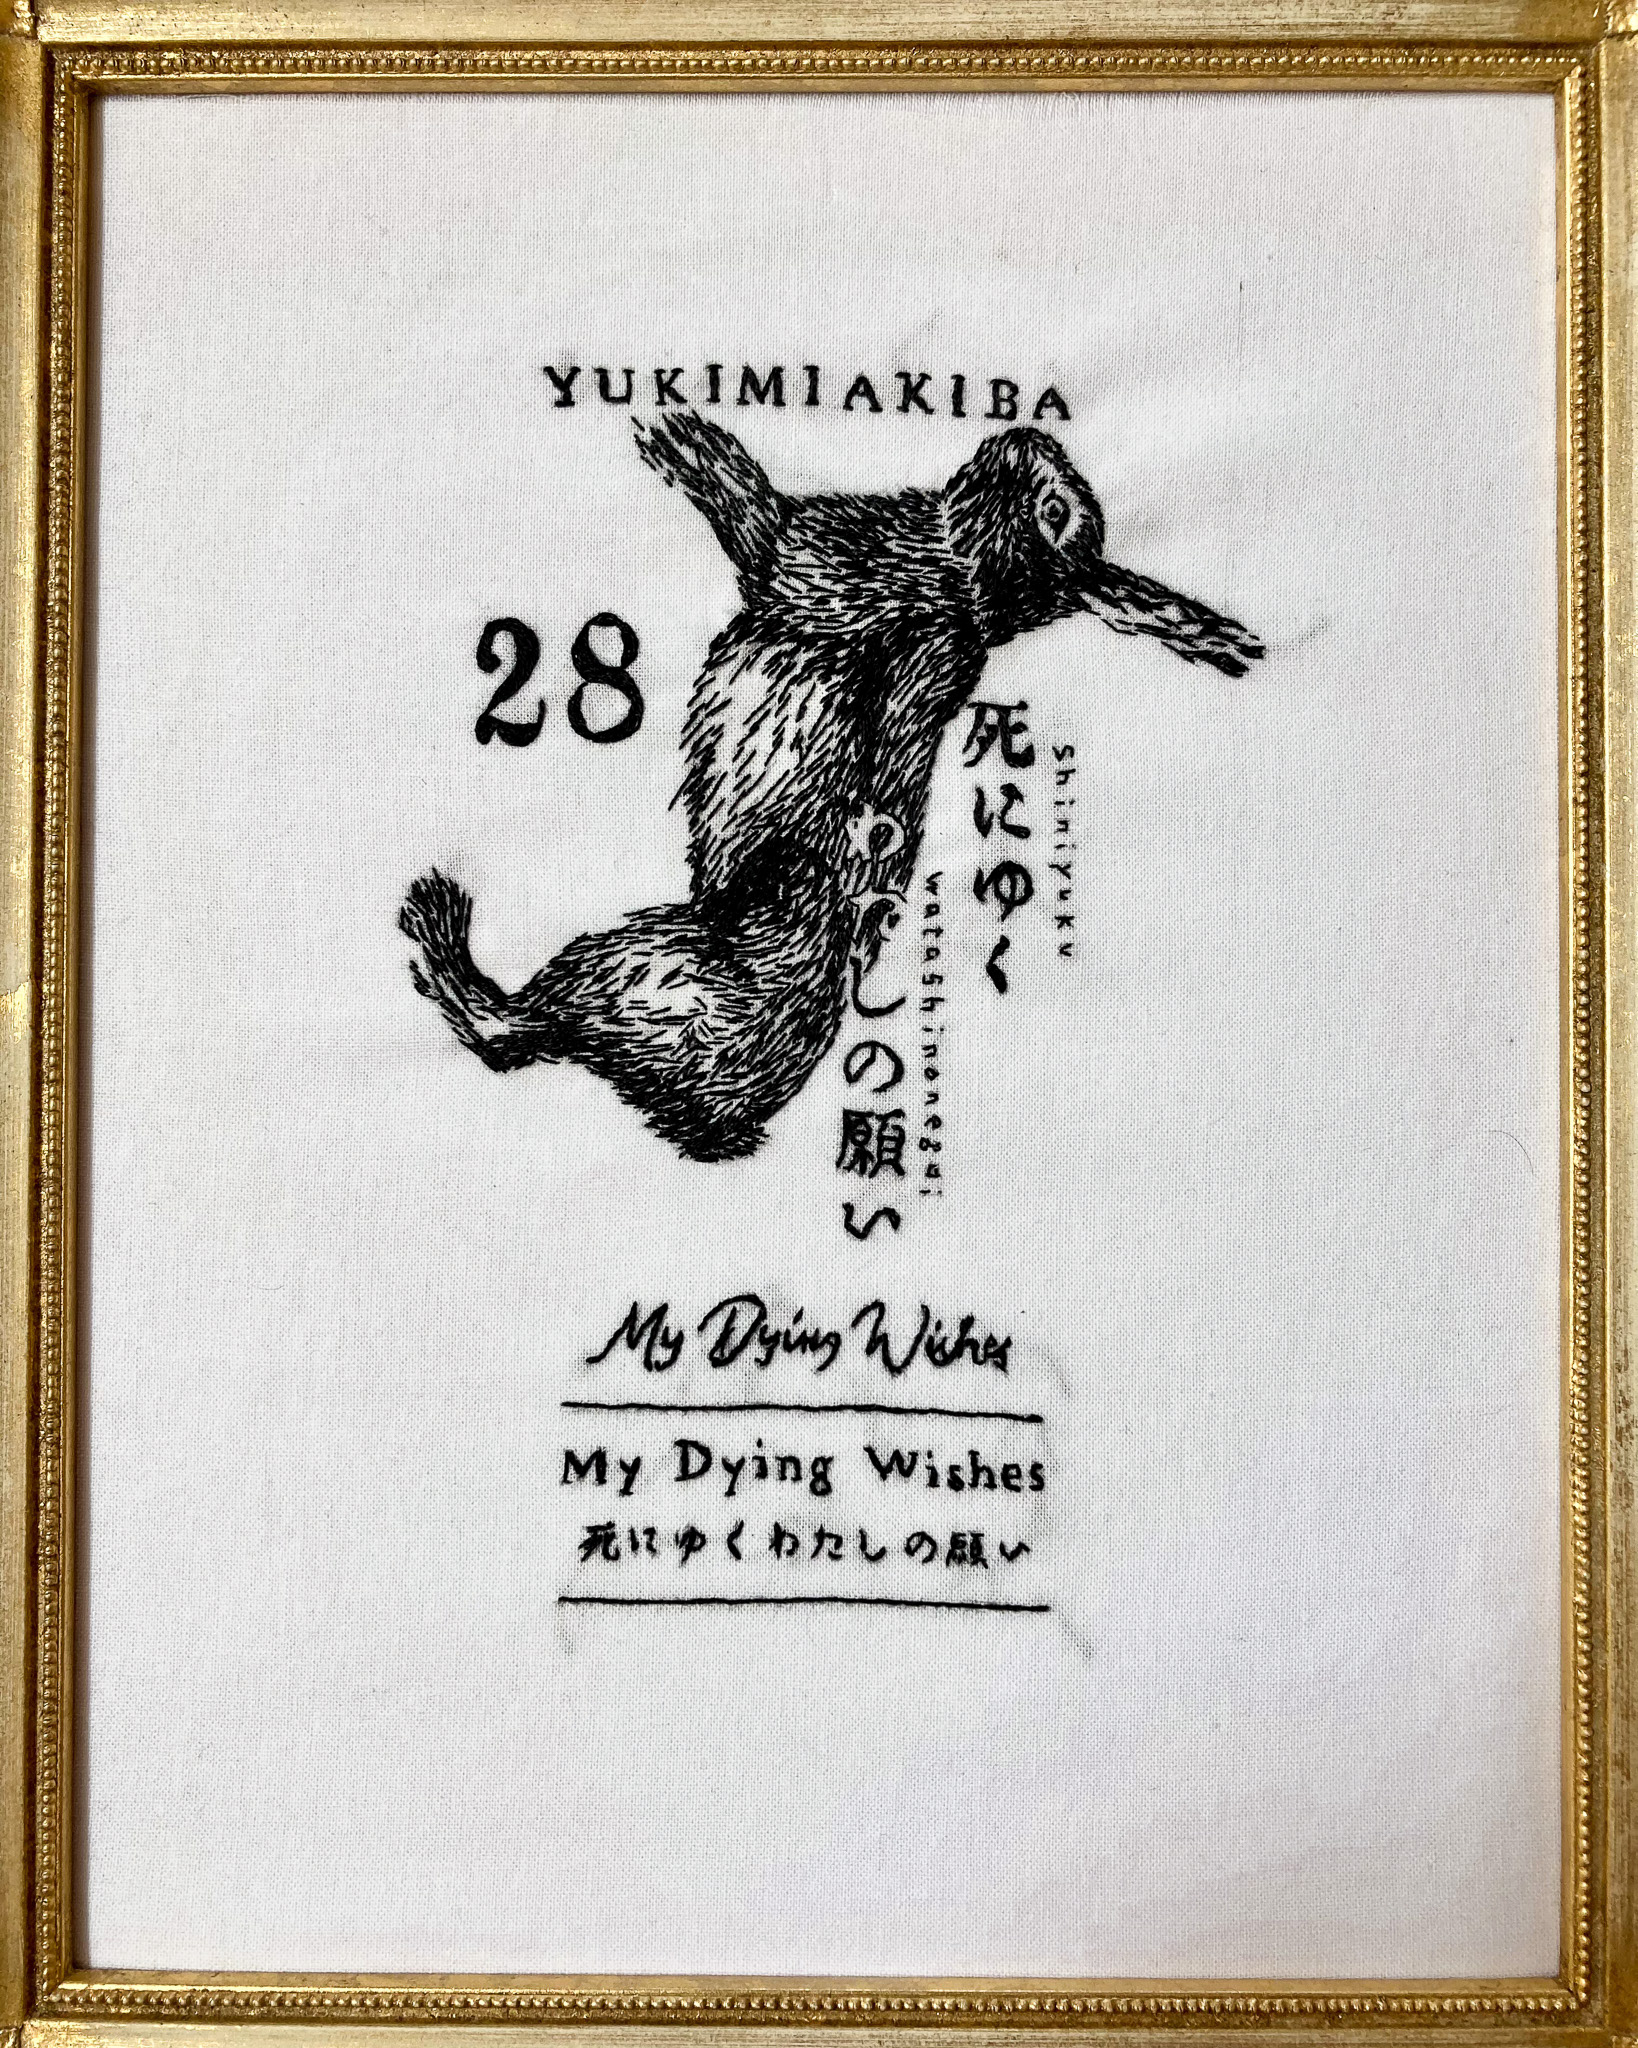 YUKIMIAKIBA
28
死にゆく
shiniyuku
わたしの願い
watashinonegai
My Dying Wishes
My Dying Wishes
死にゆくわたしの願い